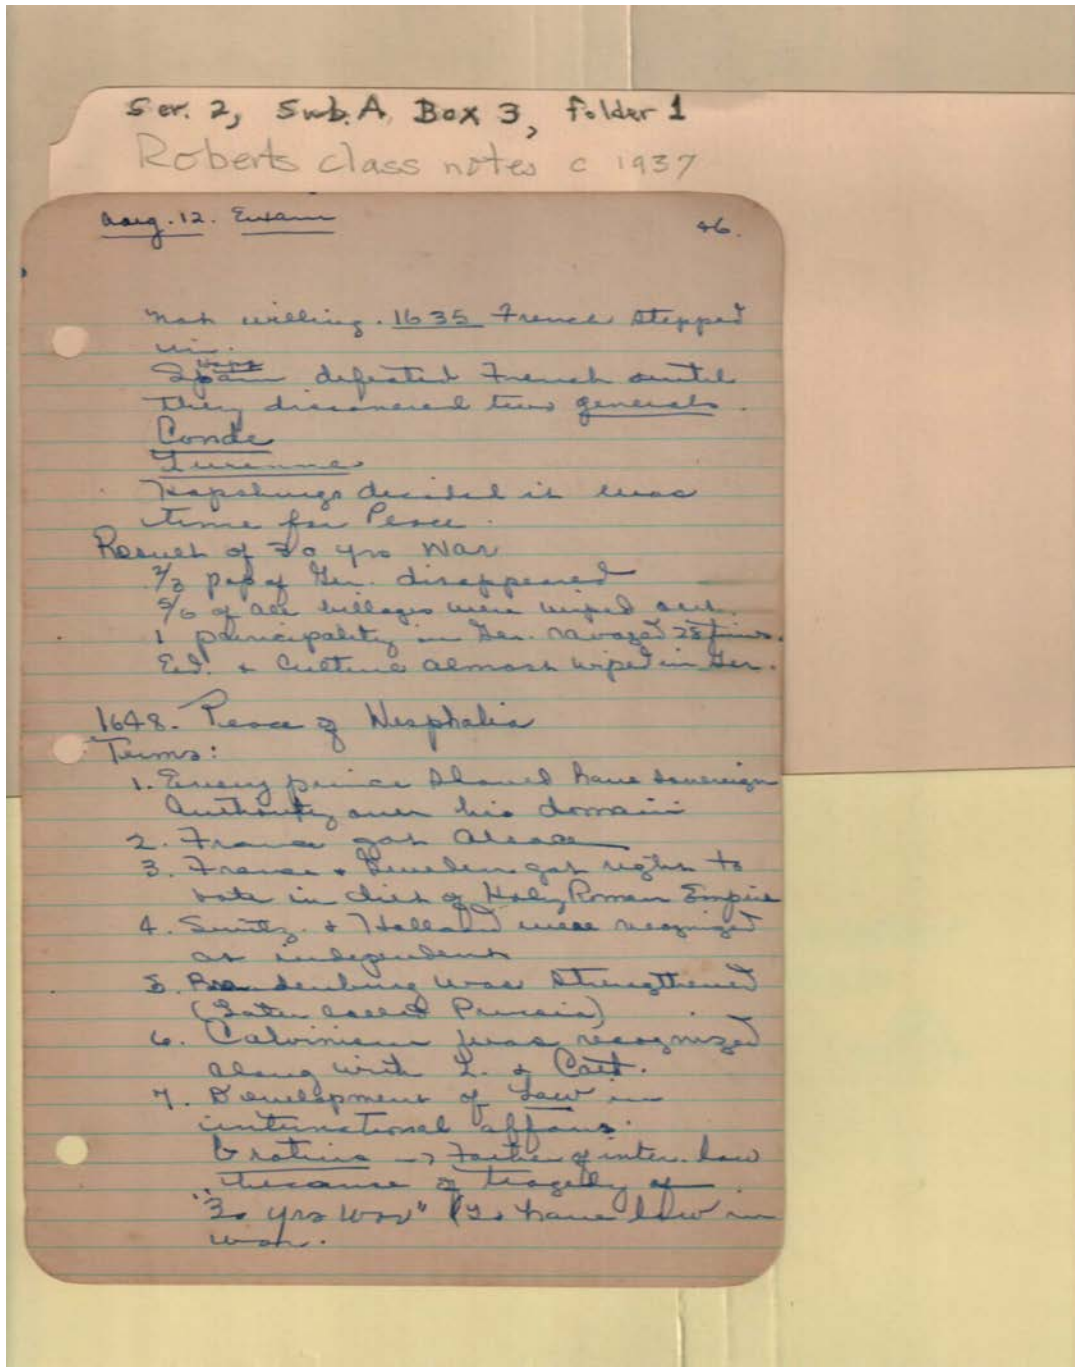 Ser. 2, Sub. A, Box 3, folder 1
Roberts class notes c 1937
Aug. 12. Exam
46.
not willing. 1635 French stepped
in.
Haps
Spain defeated French until
they discovered two generals.
Conde
Turenne
Hapsburgs decided it was
time for Peace.
Result of 30 yrs War
2/3 pop of Ger. disappeared
5/6 of all villages were wiped out.
1 principality in Ger. ravaged 28 times.
Ed. & Culture almost wiped in Ger.
1648. Peace of Wesphalia
Terms:
1. Every prince should have sovereign
Authority over his domain
2. France got Alsace
3. France & Sweden got right to
vote in diet of Holy Roman Empire
4. Switz. & Holland were recognized
as independent
5. Brandenburg was strengthened
(Later called Prussia)
6. Calvinism was recognized
along with L. & Cath.
7. Development of Law in
international affairs.
Grotius → Father of inter. law
because of tragedy of
"30 yrs war" (to have law in
war.